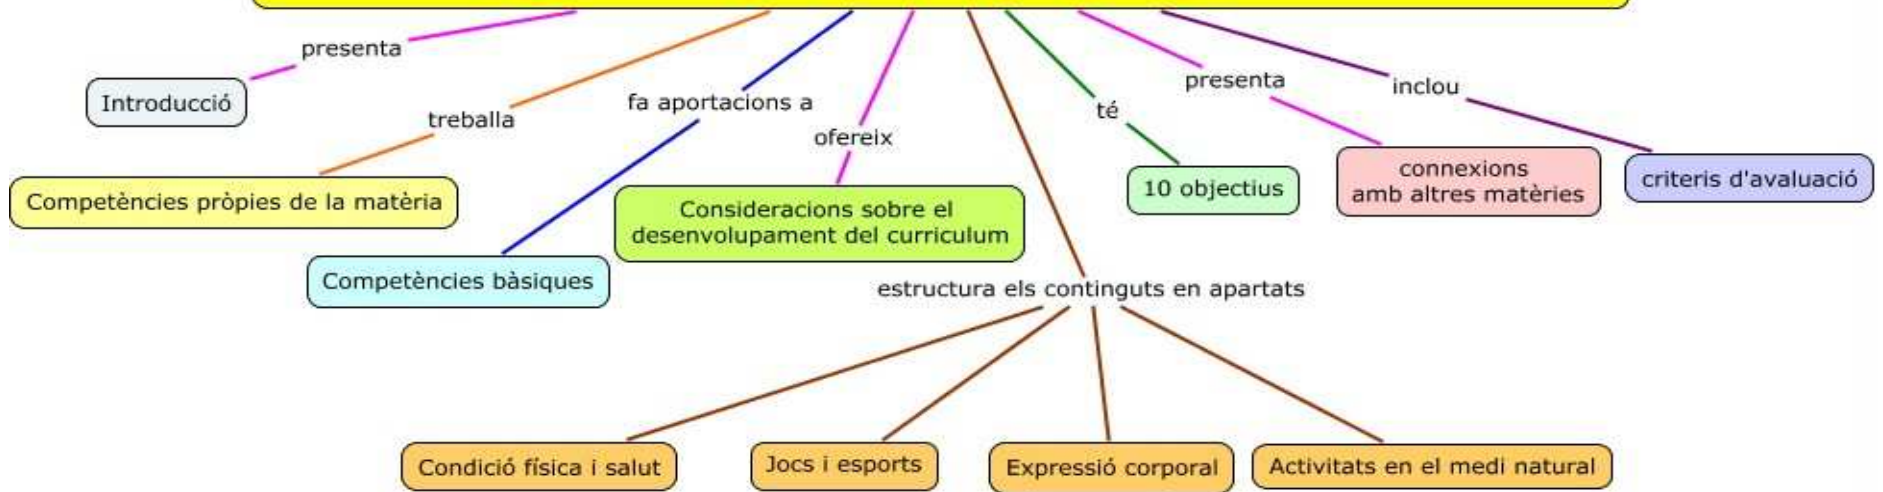 presenta
Introducció
treballa
Competències pròpies de la matèria
fa aportacions a
Competències bàsiques
ofereix
Consideracions sobre el
desenvolupament del curriculum
té
10 objectius
presenta
connexions
amb altres matèries
inclou
criteris d'avaluació
estructura els continguts en apartats
Condició física i salut
Jocs i esports
Expressió corporal
Activitats en el medi natural